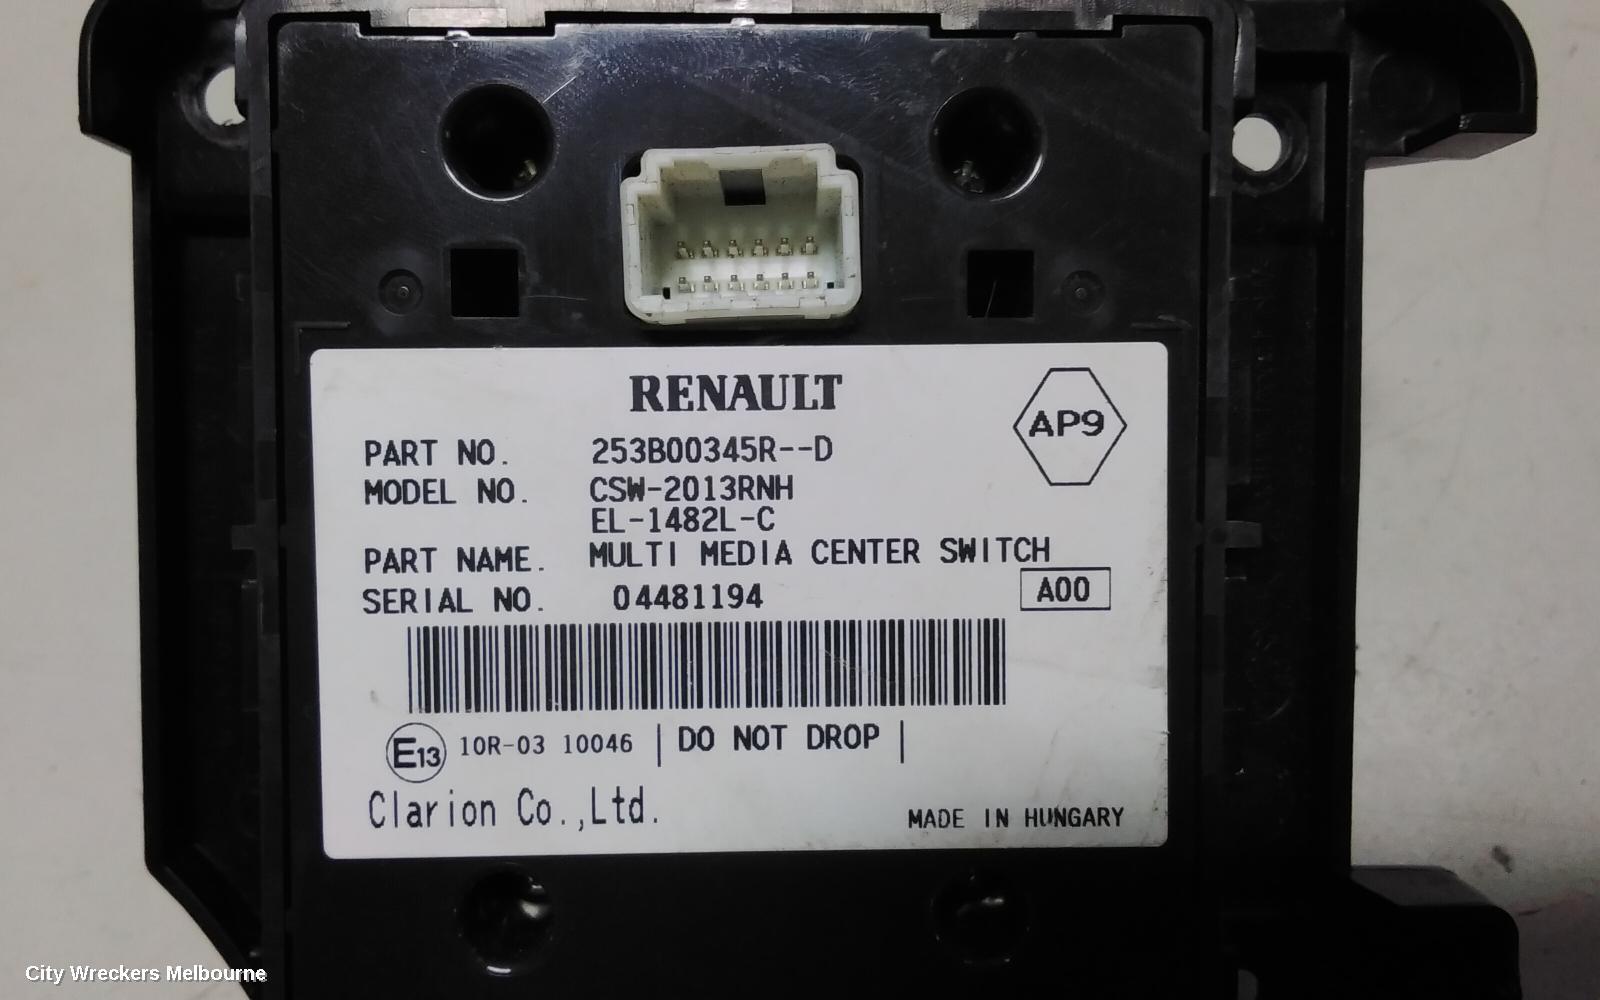 RENAULT
AP9
PART NO. 253B00345R--D
MODEL NO. CSW-2013RNH
EL-1482L-C
PART NAME. MULTI MEDIA CENTER SWITCH
SERIAL NO. 04481194
A00
E13 10R-03 10046 | DO NOT DROP |
Clarion Co.,Ltd.
MADE IN HUNGARY
City Wreckers Melbourne